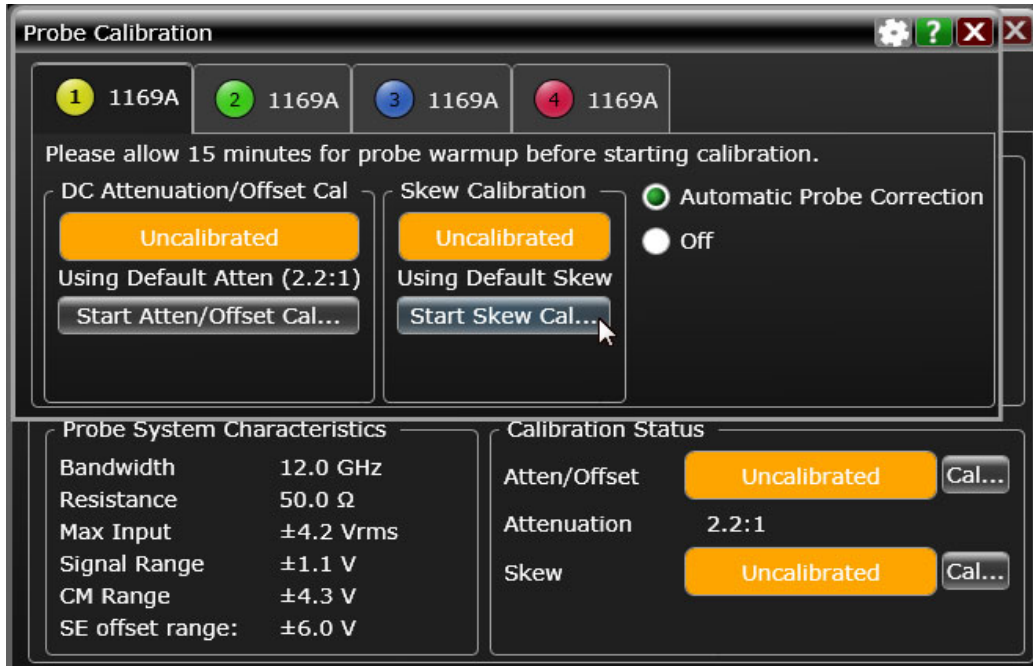 Probe Calibration
? X X
1 1169A 2 1169A 3 1169A 4 1169A
Please allow 15 minutes for probe warmup before starting calibration.
DC Attenuation/Offset Cal
Uncalibrated
Using Default Atten (2.2:1)
Start Atten/Offset Cal...
Skew Calibration
Uncalibrated
Using Default Skew
Start Skew Cal...
Automatic Probe Correction
Off
Probe System Characteristics
Bandwidth 12.0 GHz
Resistance 50.0 Ω
Max Input ±4.2 Vrms
Signal Range ±1.1 V
CM Range ±4.3 V
SE offset range: ±6.0 V
Calibration Status
Atten/Offset Uncalibrated Cal...
Attenuation 2.2:1
Skew Uncalibrated Cal...